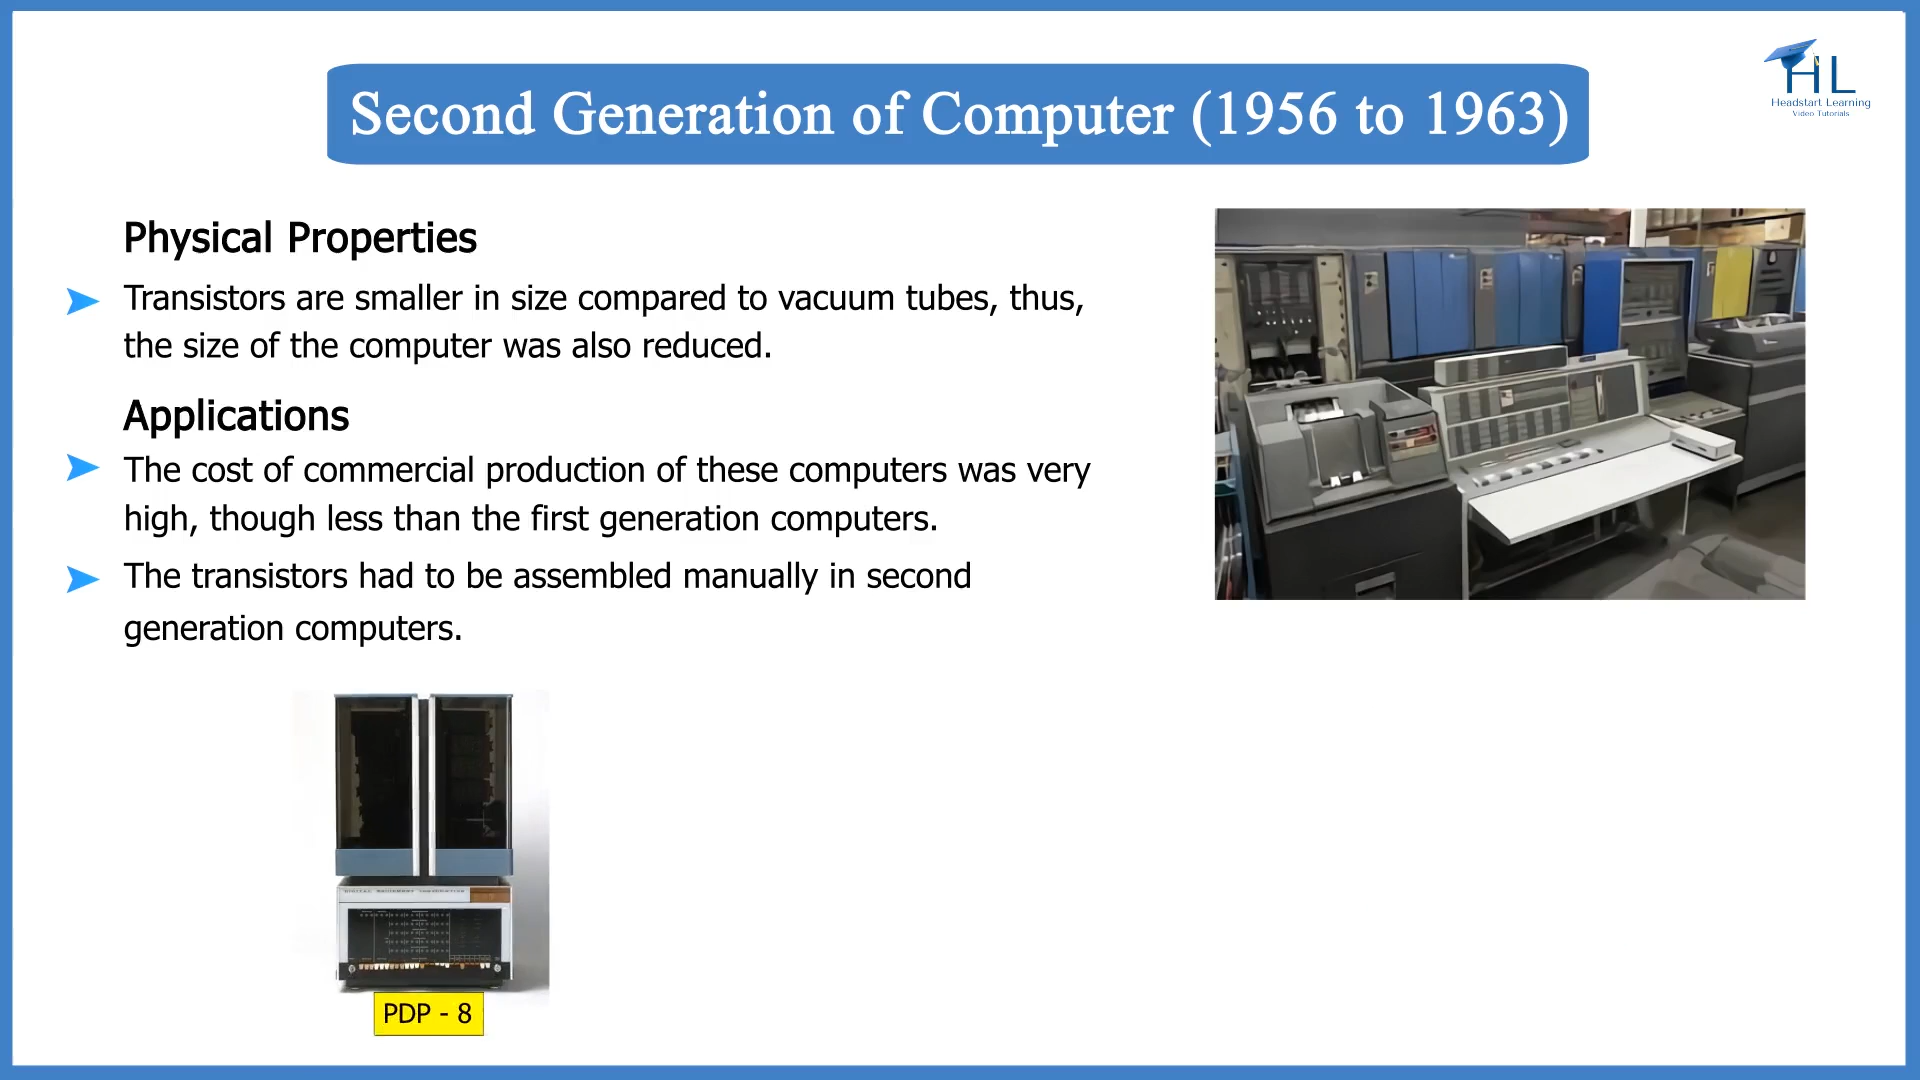 HL
Headstart Learning
Video Tutorials
Second Generation of Computer (1956 to 1963)
Physical Properties
Transistors are smaller in size compared to vacuum tubes, thus,
the size of the computer was also reduced.
Applications
The cost of commercial production of these computers was very
high, though less than the first generation computers.
The transistors had to be assembled manually in second
generation computers.
PDP - 8